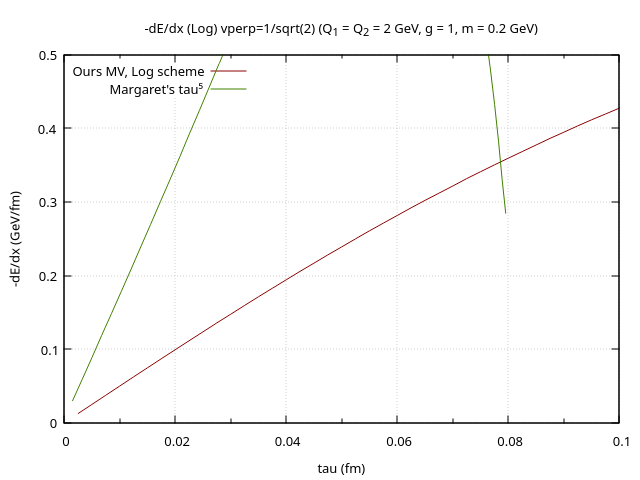 -dE/dx (Log) vperp=1/sqrt(2) (Q₁ = Q₂ = 2 GeV, g = 1, m = 0.2 GeV)
Ours MV, Log scheme
Margaret's tau⁵
0.5
0.4
0.3
0.2
0.1
0
-dE/dx (GeV/fm)
0 0.02 0.04 0.06 0.08 0.1
tau (fm)